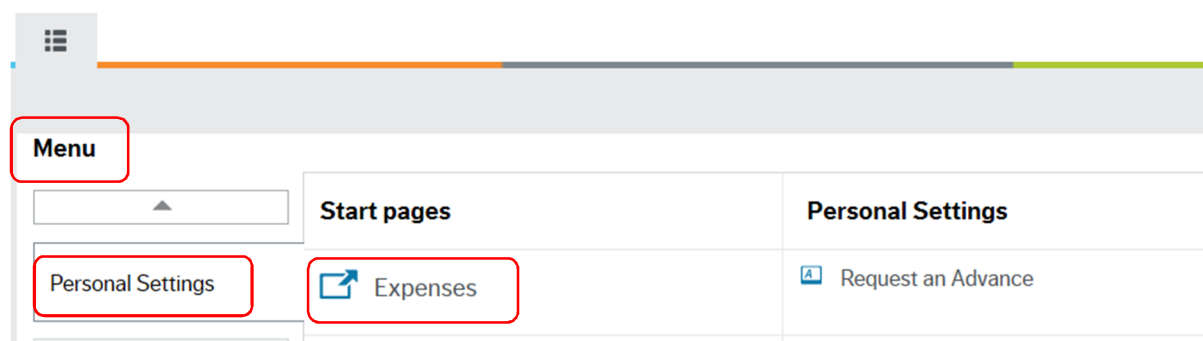 Menu
Start pages
Personal Settings
Personal Settings
Expenses
Request an Advance